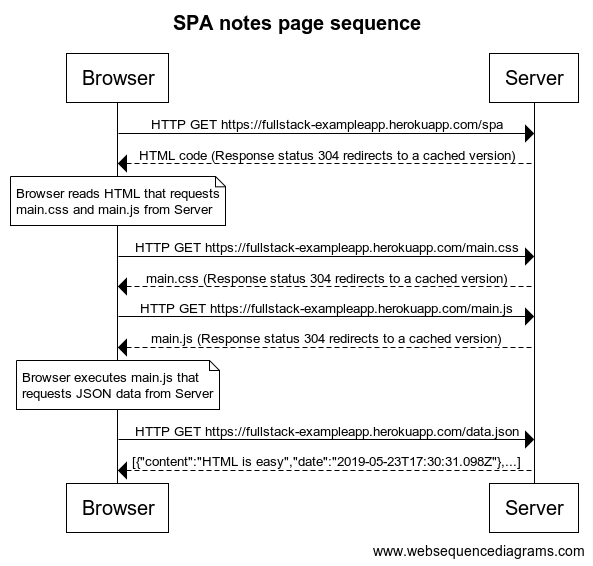 SPA notes page sequence
Browser
Server
HTTP GET https://fullstack-exampleapp.herokuapp.com/spa
HTML code (Response status 304 redirects to a cached version)
Browser reads HTML that requests
main.css and main.js from Server
HTTP GET https://fullstack-exampleapp.herokuapp.com/main.css
main.css (Response status 304 redirects to a cached version)
HTTP GET https://fullstack-exampleapp.herokuapp.com/main.js
main.js (Response status 304 redirects to a cached version)
Browser executes main.js that
requests JSON data from Server
HTTP GET https://fullstack-exampleapp.herokuapp.com/data.json
[{"content":"HTML is easy","date":"2019-05-23T17:30:31.098Z"},...]
Browser
Server
www.websequencediagrams.com